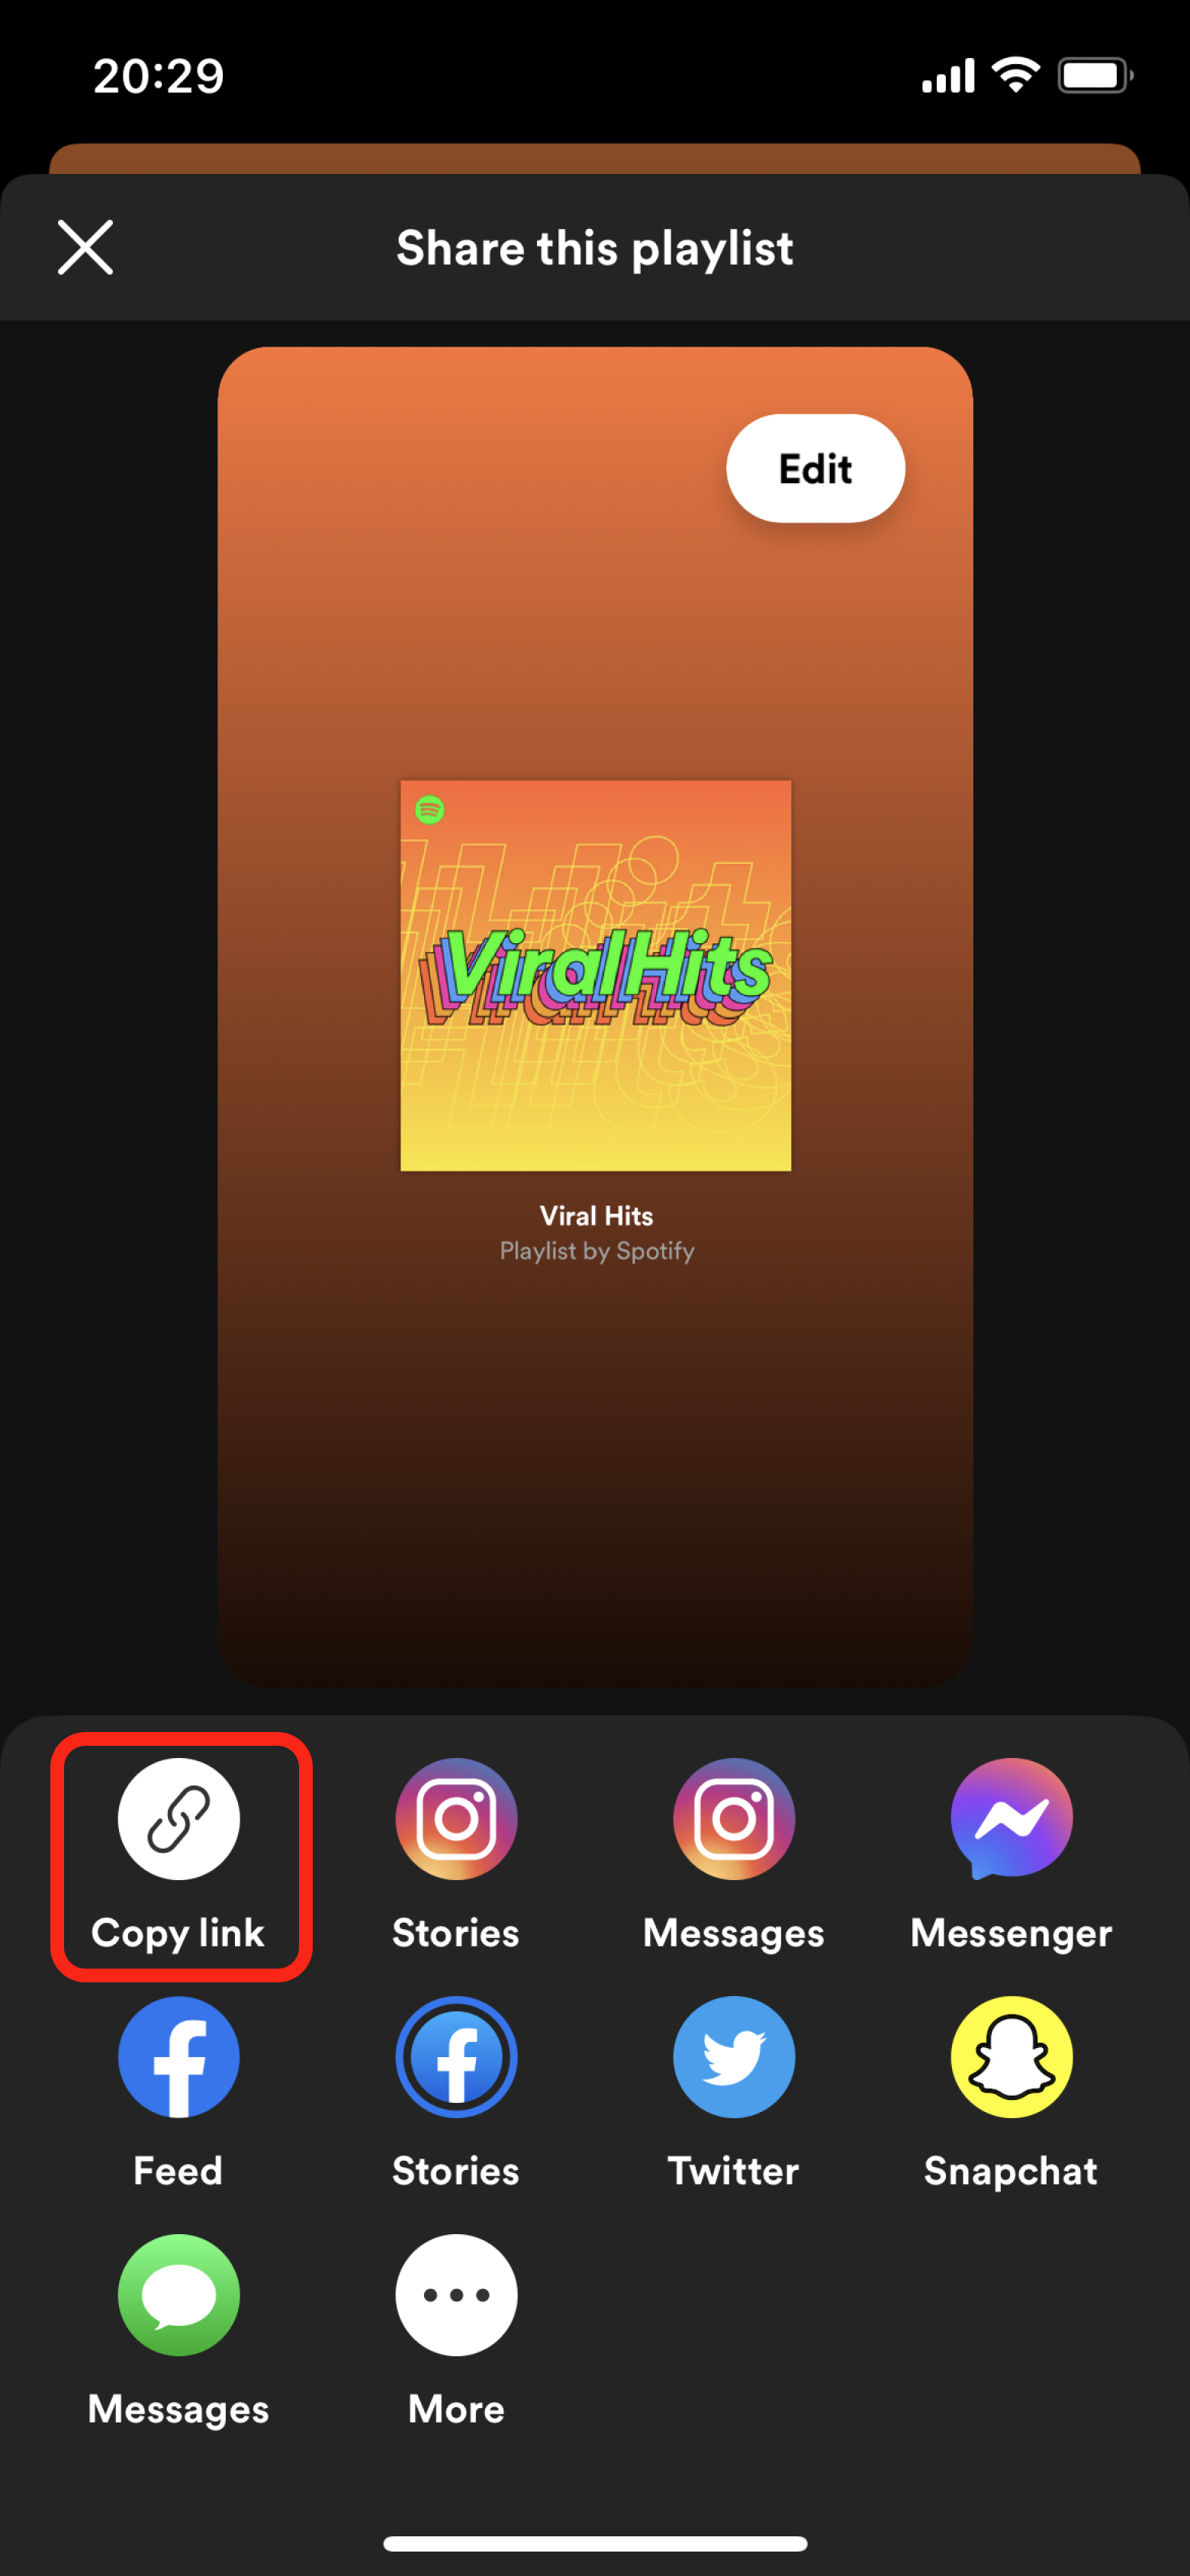 20:29
Share this playlist
Edit
Viral Hits
Viral Hits
Playlist by Spotify
Copy link
Stories
Messages
Messenger
Feed
Stories
Twitter
Snapchat
Messages
More